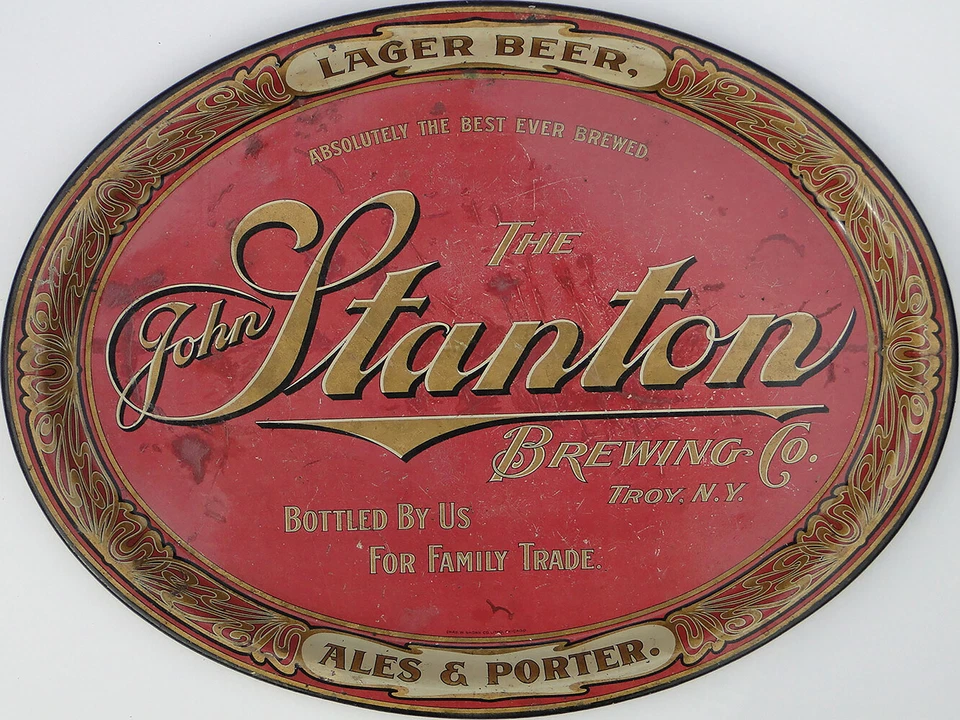 LAGER BEER.
ABSOLUTELY THE BEST EVER BREWED.
THE
John Stanton
BREWING CO.
TROY, N.Y.
BOTTLED BY US
FOR FAMILY TRADE.
ALES & PORTER.